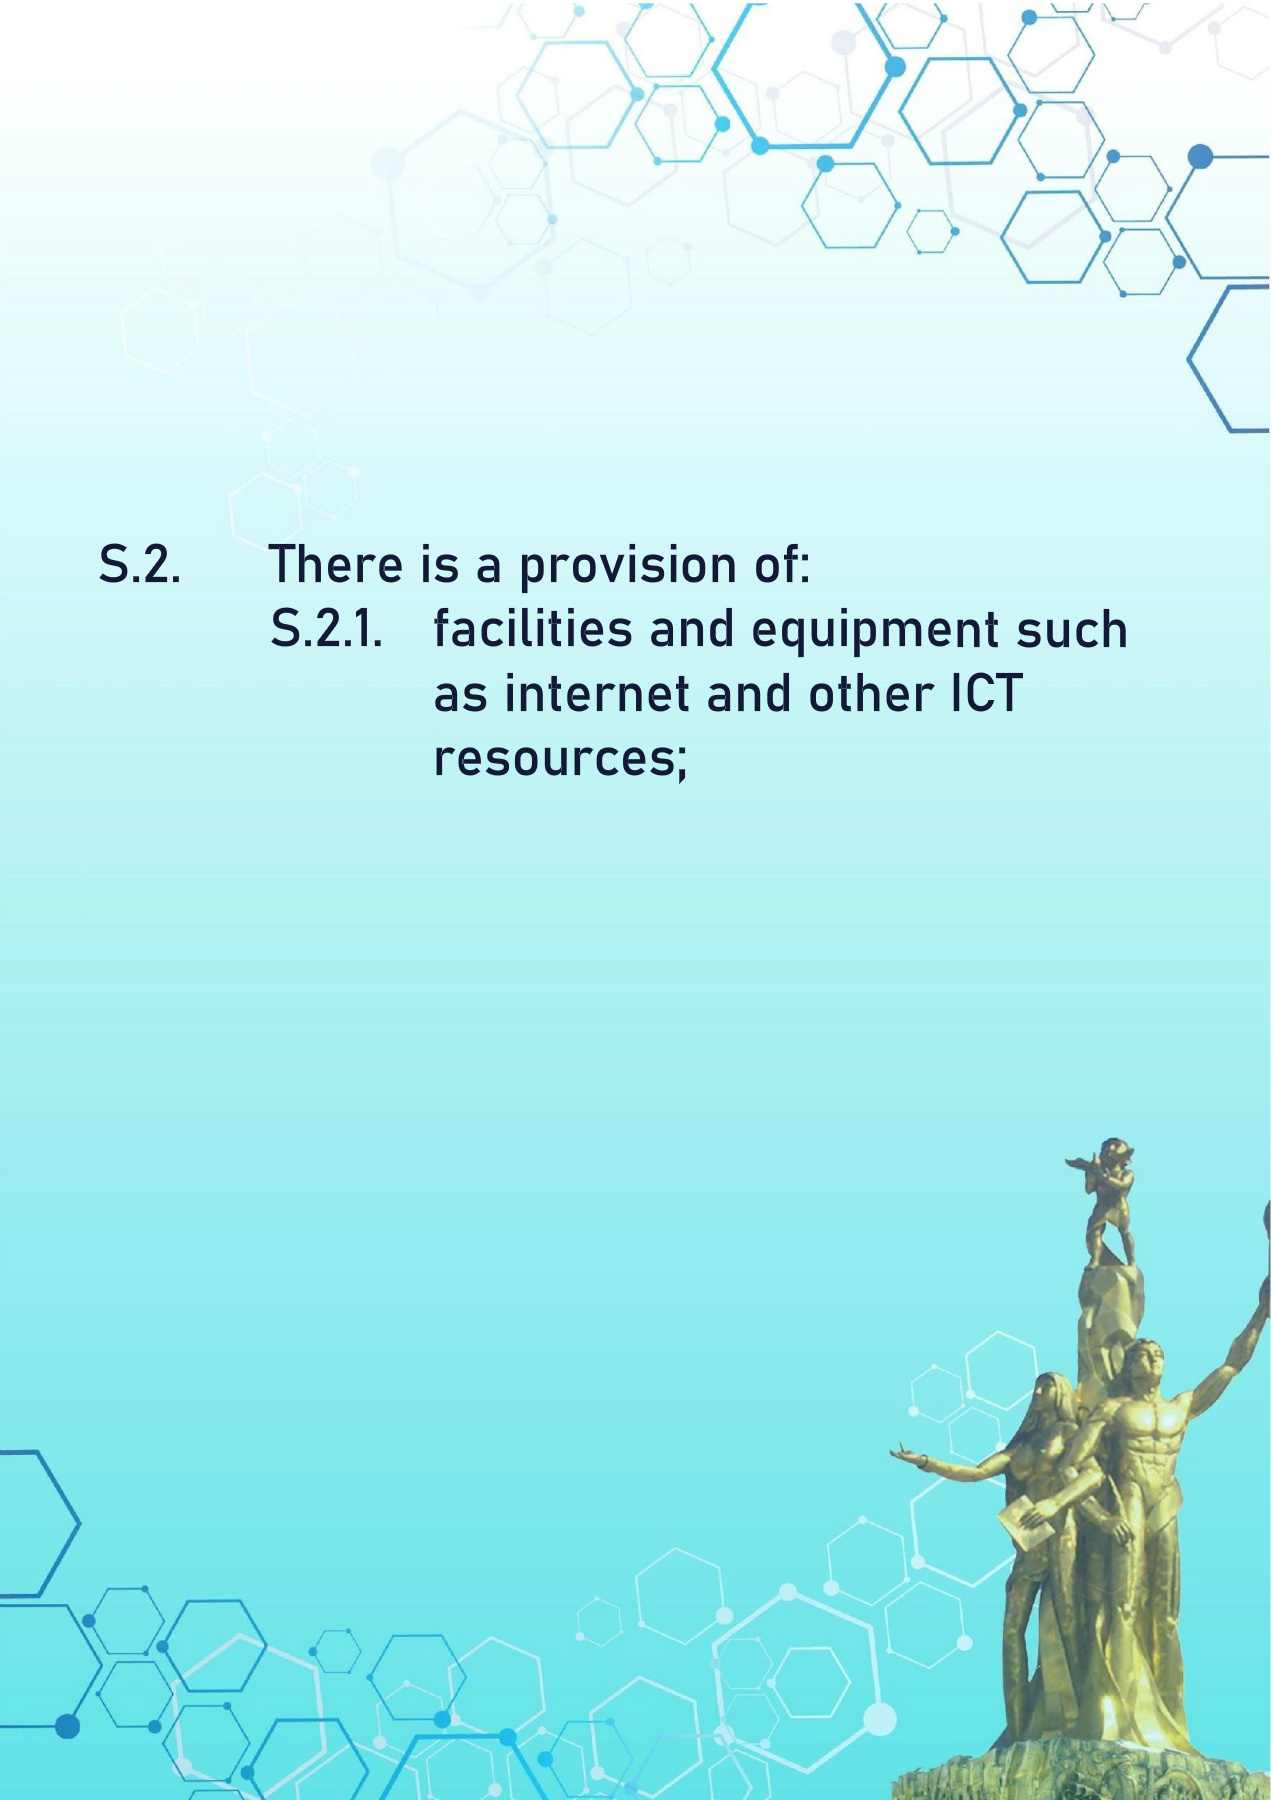 S.2. There is a provision of:
S.2.1. facilities and equipment such
as internet and other ICT
resources;